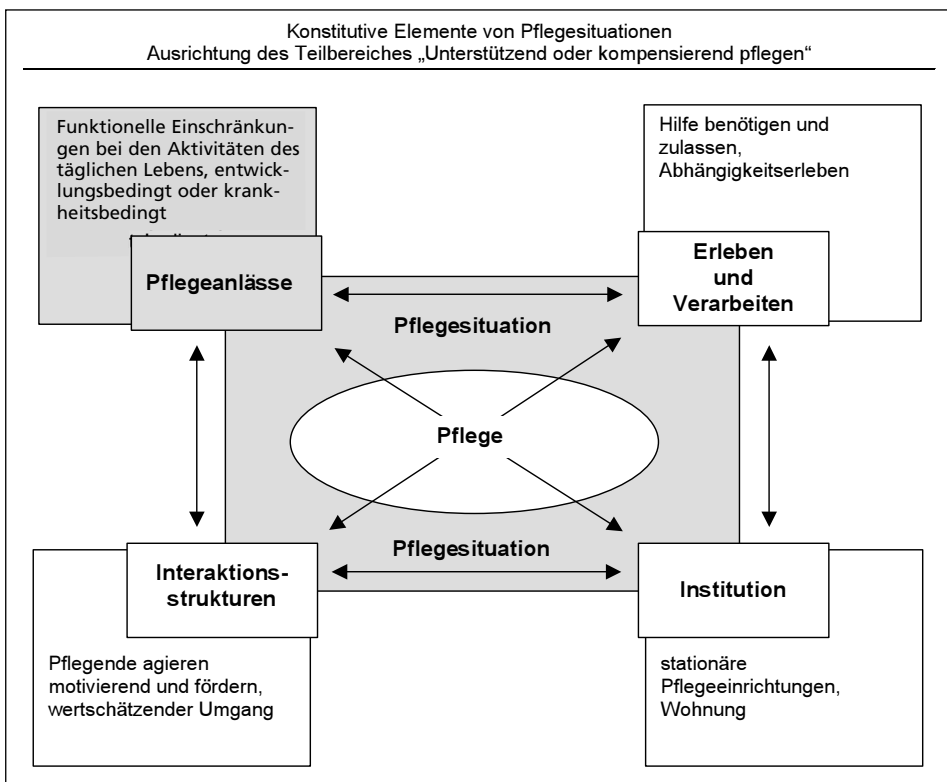 Konstitutive Elemente von Pflegesituationen
Ausrichtung des Teilbereiches „Unterstützend oder kompensierend pflegen“
Funktionelle Einschränkun-
gen bei den Aktivitäten des
täglichen Lebens, entwick-
lungsbedingt oder krank-
heitsbedingt
Pflegeanlässe
Hilfe benötigen und
zulassen,
Abhängigkeitserleben
Erleben
und
Verarbeiten
Pflegesituation
Pflege
Pflegesituation
Interaktions-
strukturen
Pflegende agieren
motivierend und fördern,
wertschätzender Umgang
Institution
stationäre
Pflegeeinrichtungen,
Wohnung